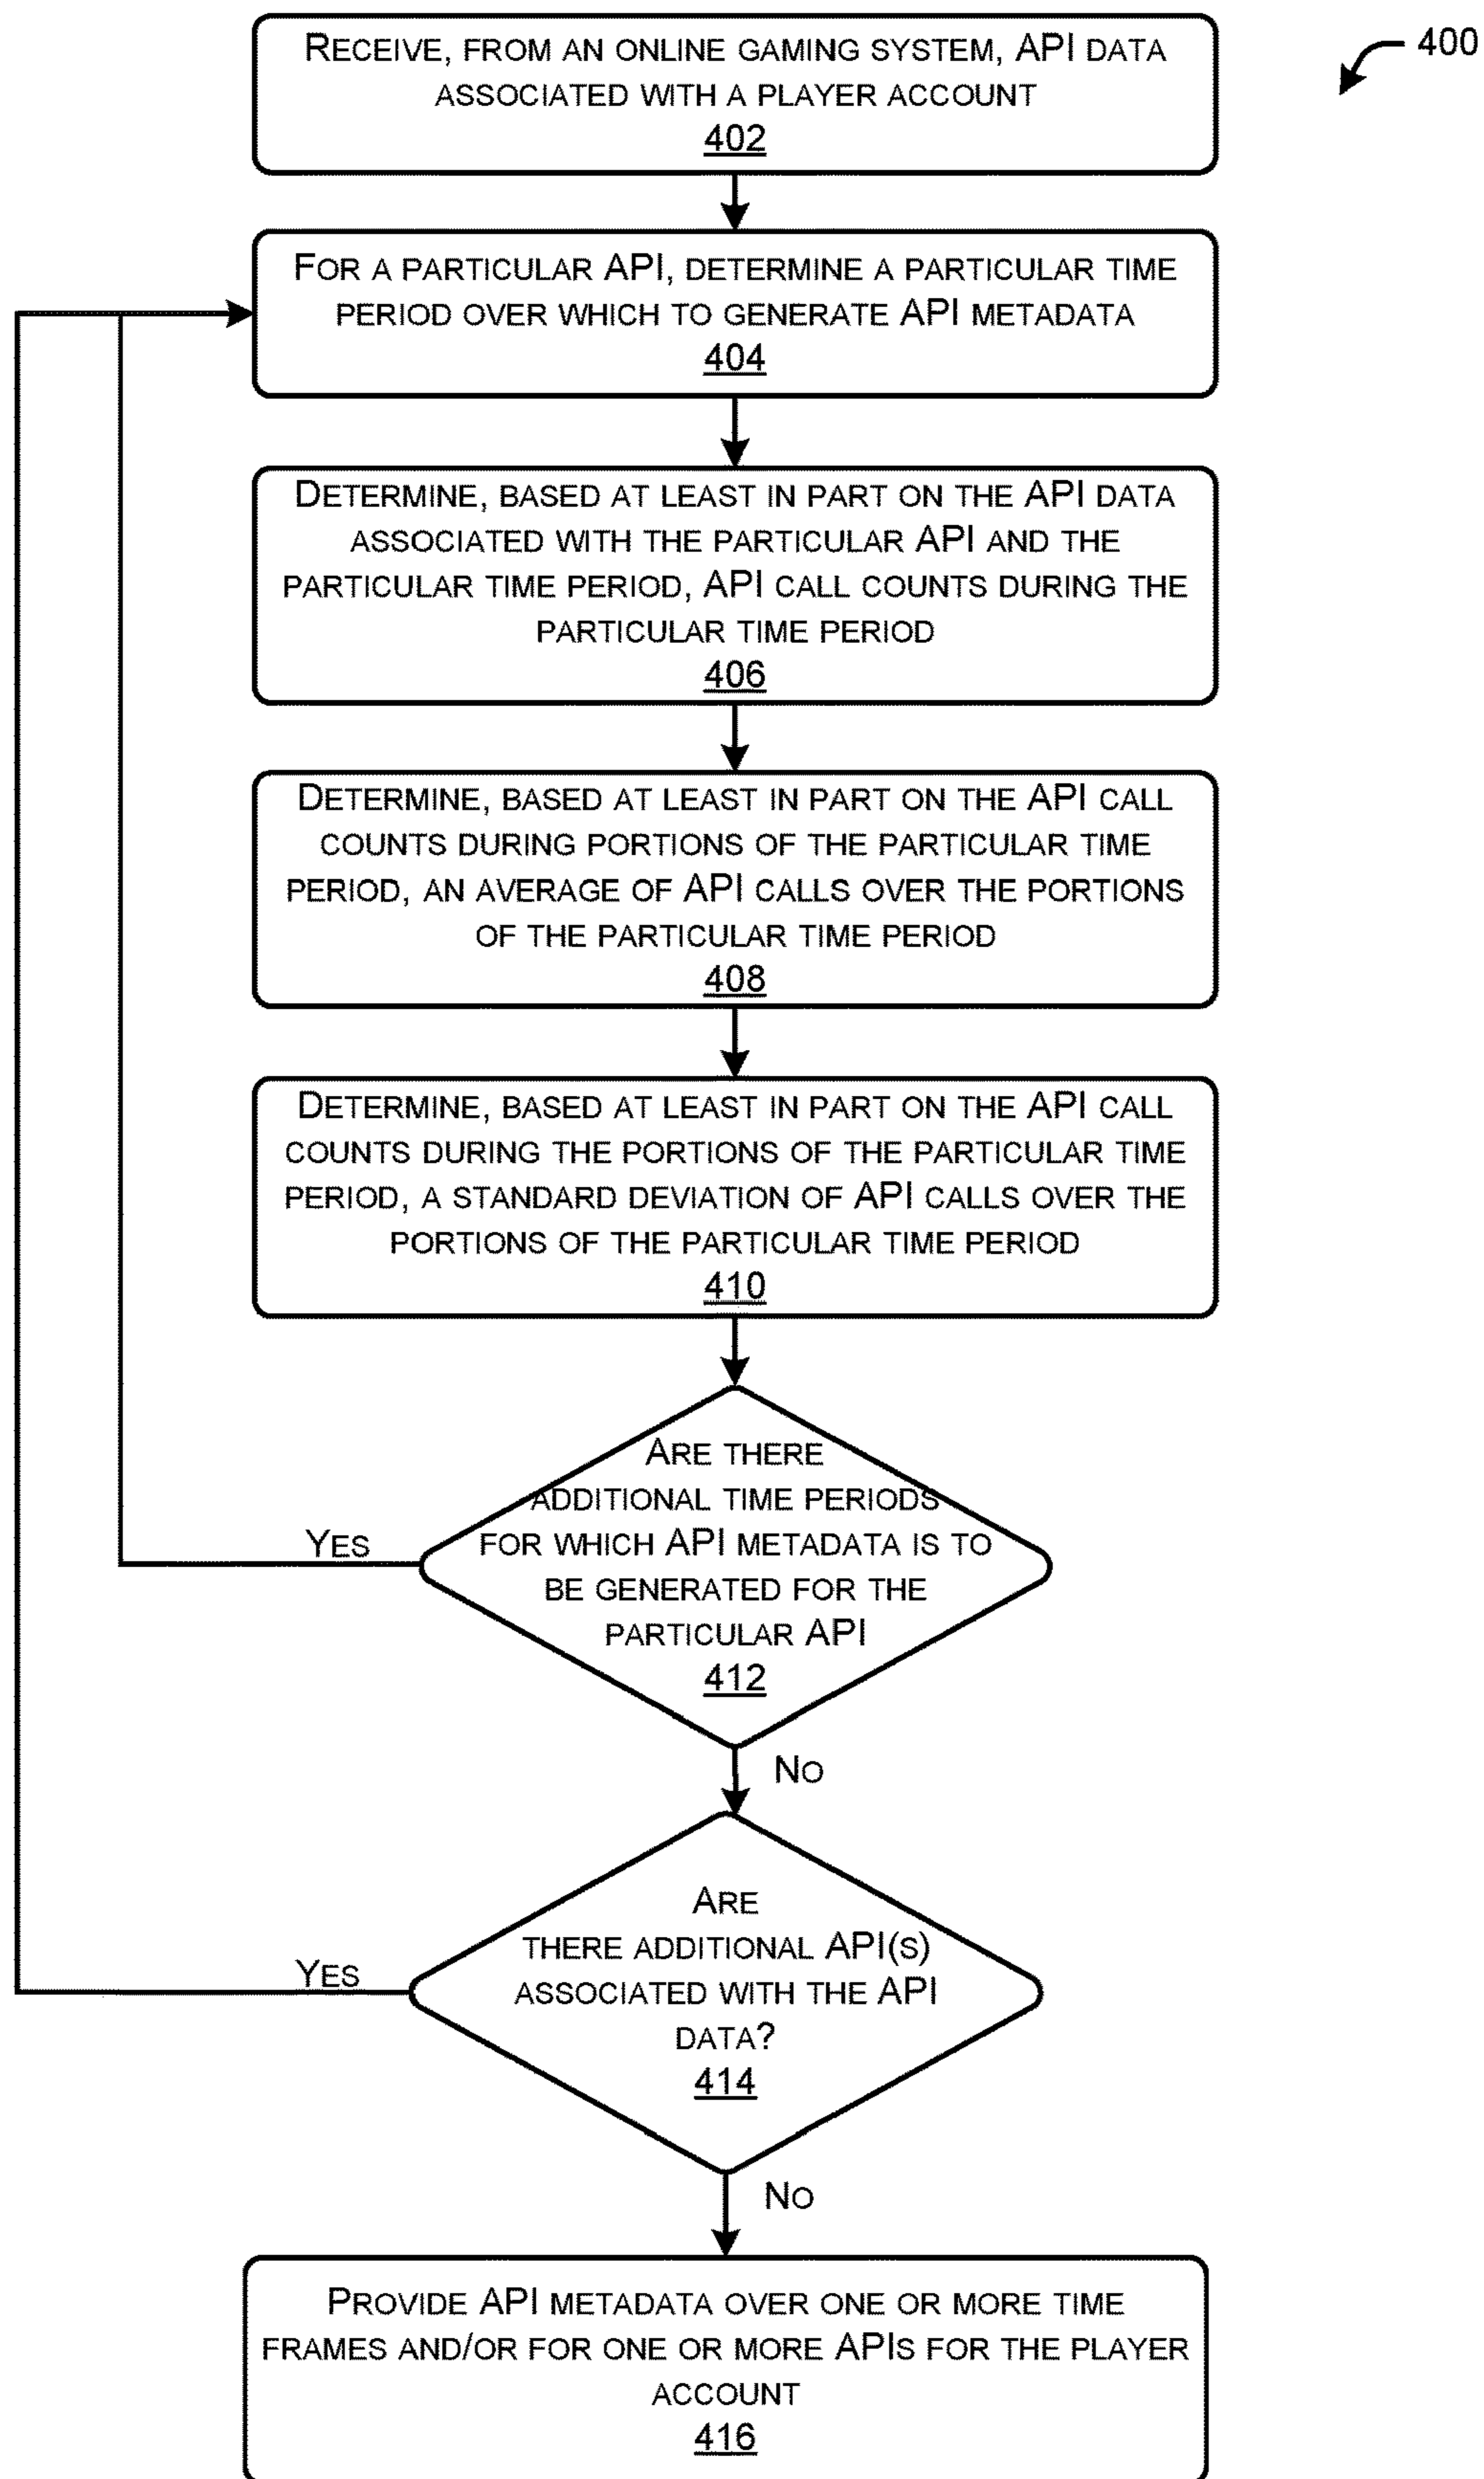 RECEIVE, FROM AN ONLINE GAMING SYSTEM, API DATA
ASSOCIATED WITH A PLAYER ACCOUNT
402
400
FOR A PARTICULAR API, DETERMINE A PARTICULAR TIME
PERIOD OVER WHICH TO GENERATE API METADATA
404
DETERMINE, BASED AT LEAST IN PART ON THE API DATA
ASSOCIATED WITH THE PARTICULAR API AND THE
PARTICULAR TIME PERIOD, API CALL COUNTS DURING THE
PARTICULAR TIME PERIOD
406
DETERMINE, BASED AT LEAST IN PART ON THE API CALL
COUNTS DURING PORTIONS OF THE PARTICULAR TIME
PERIOD, AN AVERAGE OF API CALLS OVER THE PORTIONS
OF THE PARTICULAR TIME PERIOD
408
DETERMINE, BASED AT LEAST IN PART ON THE API CALL
COUNTS DURING THE PORTIONS OF THE PARTICULAR TIME
PERIOD, A STANDARD DEVIATION OF API CALLS OVER THE
PORTIONS OF THE PARTICULAR TIME PERIOD
410
ARE THERE
ADDITIONAL TIME PERIODS
FOR WHICH API METADATA IS TO
BE GENERATED FOR THE
PARTICULAR API
412
YES
NO
ARE
THERE ADDITIONAL API(S)
ASSOCIATED WITH THE API
DATA?
414
YES
NO
PROVIDE API METADATA OVER ONE OR MORE TIME
FRAMES AND/OR FOR ONE OR MORE APIS FOR THE PLAYER
ACCOUNT
416